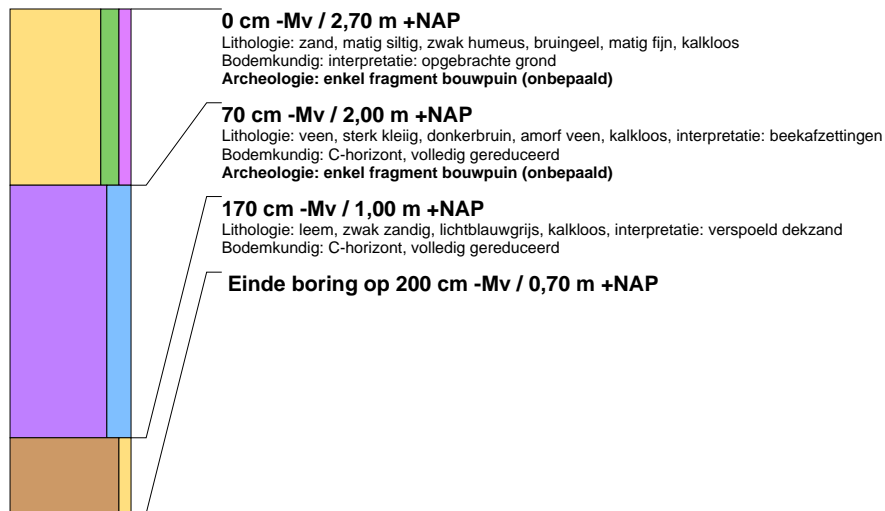 0 cm -Mv / 2,70 m +NAP
Lithologie: zand, matig siltig, zwak humeus, bruingeel, matig fijn, kalkloos
Bodemkundig: interpretatie: opgebrachte grond
Archeologie: enkel fragment bouwpuin (onbepaald)
70 cm -Mv / 2,00 m +NAP
Lithologie: veen, sterk kleiig, donkerbruin, amorf veen, kalkloos, interpretatie: beekafzettingen
Bodemkundig: C-horizont, volledig gereduceerd
Archeologie: enkel fragment bouwpuin (onbepaald)
170 cm -Mv / 1,00 m +NAP
Lithologie: leem, zwak zandig, lichtblauwgrijs, kalkloos, interpretatie: verspoeld dekzand
Bodemkundig: C-horizont, volledig gereduceerd
Einde boring op 200 cm -Mv / 0,70 m +NAP